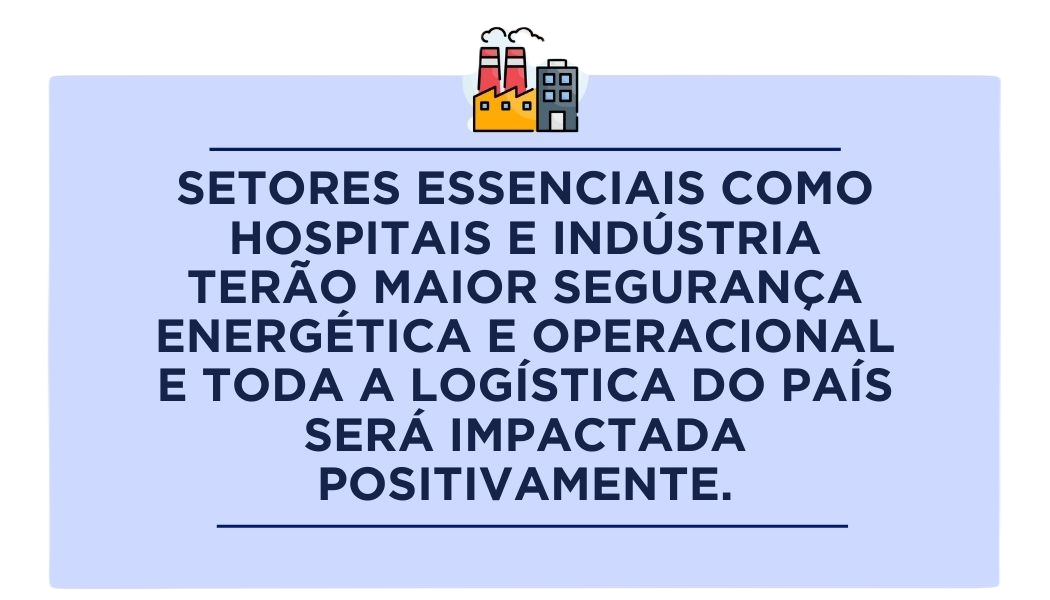 SETORES ESSENCIAIS COMO
HOSPITAIS E INDÚSTRIA
TERÃO MAIOR SEGURANÇA
ENERGÉTICA E OPERACIONAL
E TODA A LOGÍSTICA DO PAÍS
SERÁ IMPACTADA
POSITIVAMENTE.